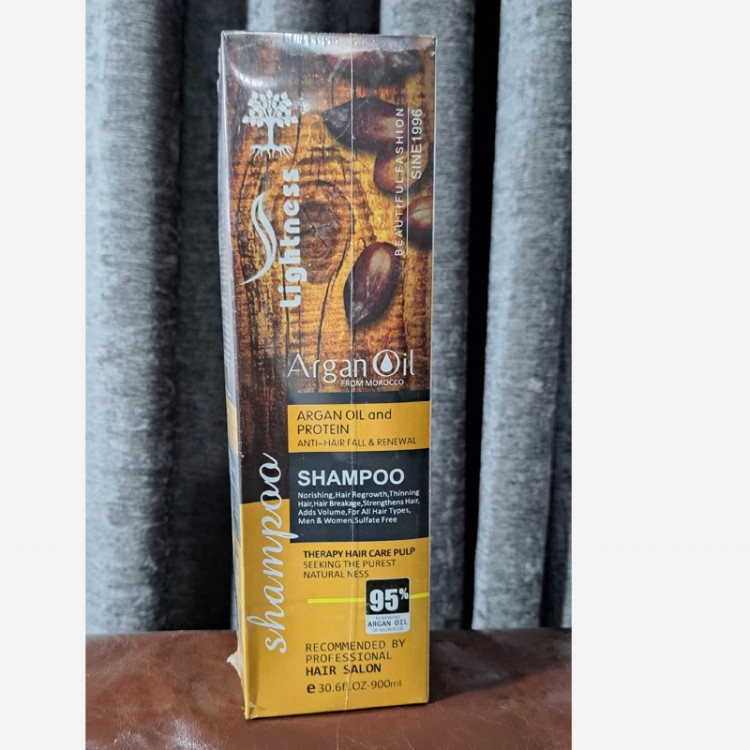 Lightness
BEAUTIFUL.FASHION
SINE1996
Argan Oil
FROM MOROCCO
ARGAN OIL and
PROTEIN
ANTI-HAIR FALL & RENEWAL
shampoo
SHAMPOO
Norishing,Hair Regrowth,Thinning
Hair,Hair Breakage,Strengthens Hair,
Adds Volume,For All Hair Types,
Men & Women,Sulfate Free
THERAPY HAIR CARE PULP
SEEKING THE PUREST
NATURAL NESS
95%
ARGAN OIL
OF MOROCCO
RECOMMENDED BY
PROFESSIONAL
HAIR SALON
e 30.6fl.OZ-900ml